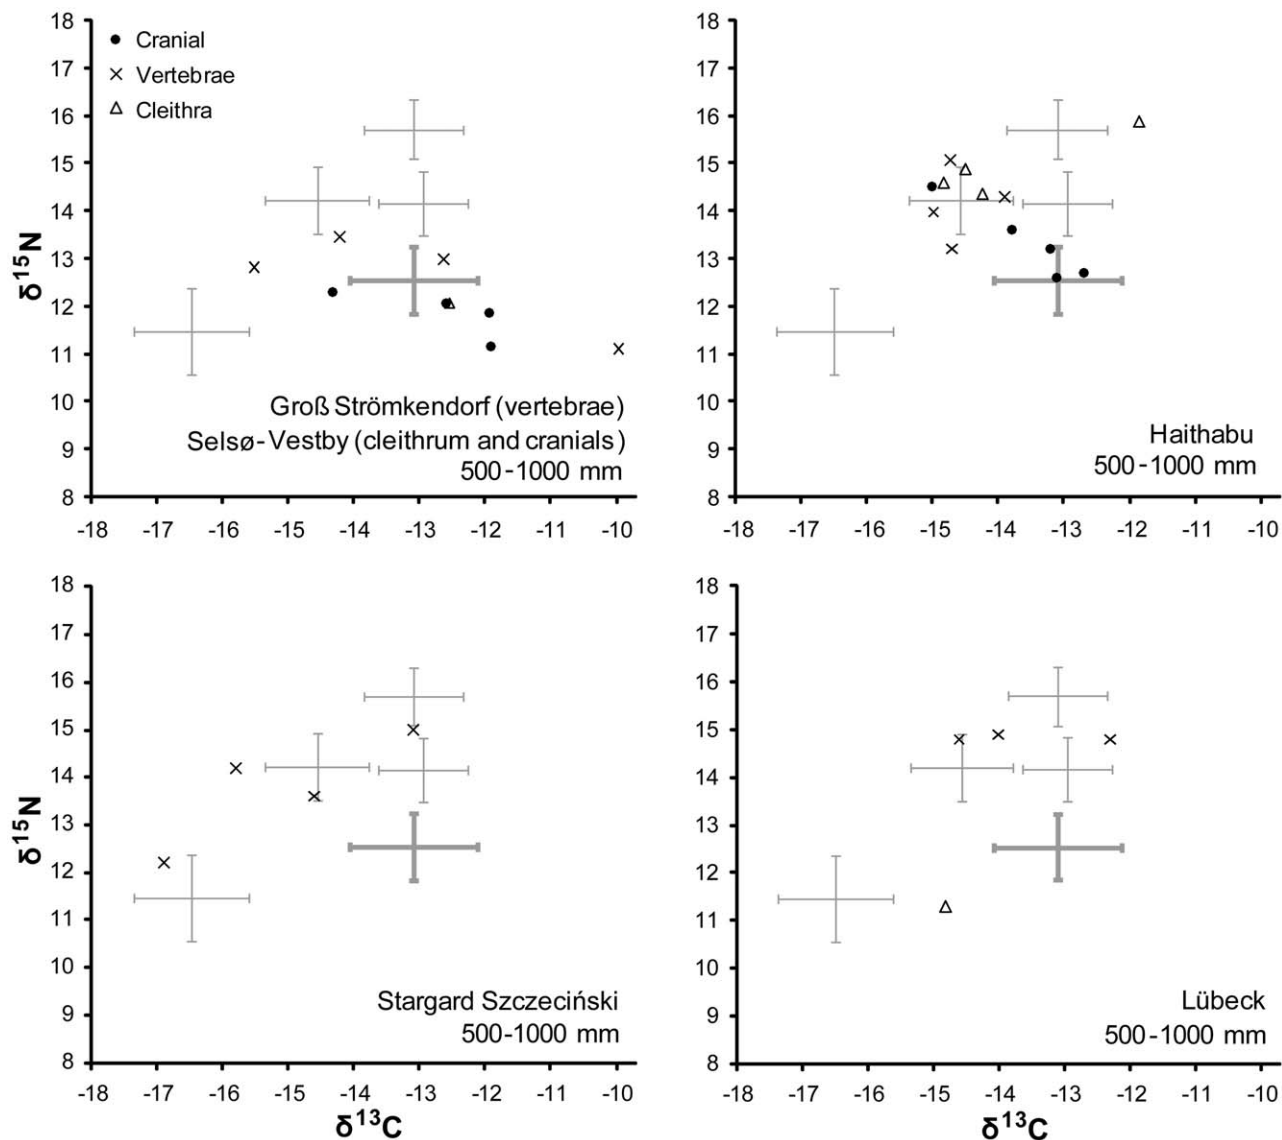 18
17
16
15
14
13
12
11
10
9
8
δ¹⁵N
Cranial
Vertebrae
Cleithra
Groß Strömkendorf (vertebrae)
Selsø-Vestby (cleithrum and cranials)
500-1000 mm
-18 -17 -16 -15 -14 -13 -12 -11 -10
18
17
16
15
14
13
12
11
10
9
8
Haithabu
500-1000 mm
-18 -17 -16 -15 -14 -13 -12 -11 -10
18
17
16
15
14
13
12
11
10
9
8
δ¹⁵N
Stargard Szczeciński
500-1000 mm
-18 -17 -16 -15 -14 -13 -12 -11 -10
δ¹³C
18
17
16
15
14
13
12
11
10
9
8
Lübeck
500-1000 mm
-18 -17 -16 -15 -14 -13 -12 -11 -10
δ¹³C